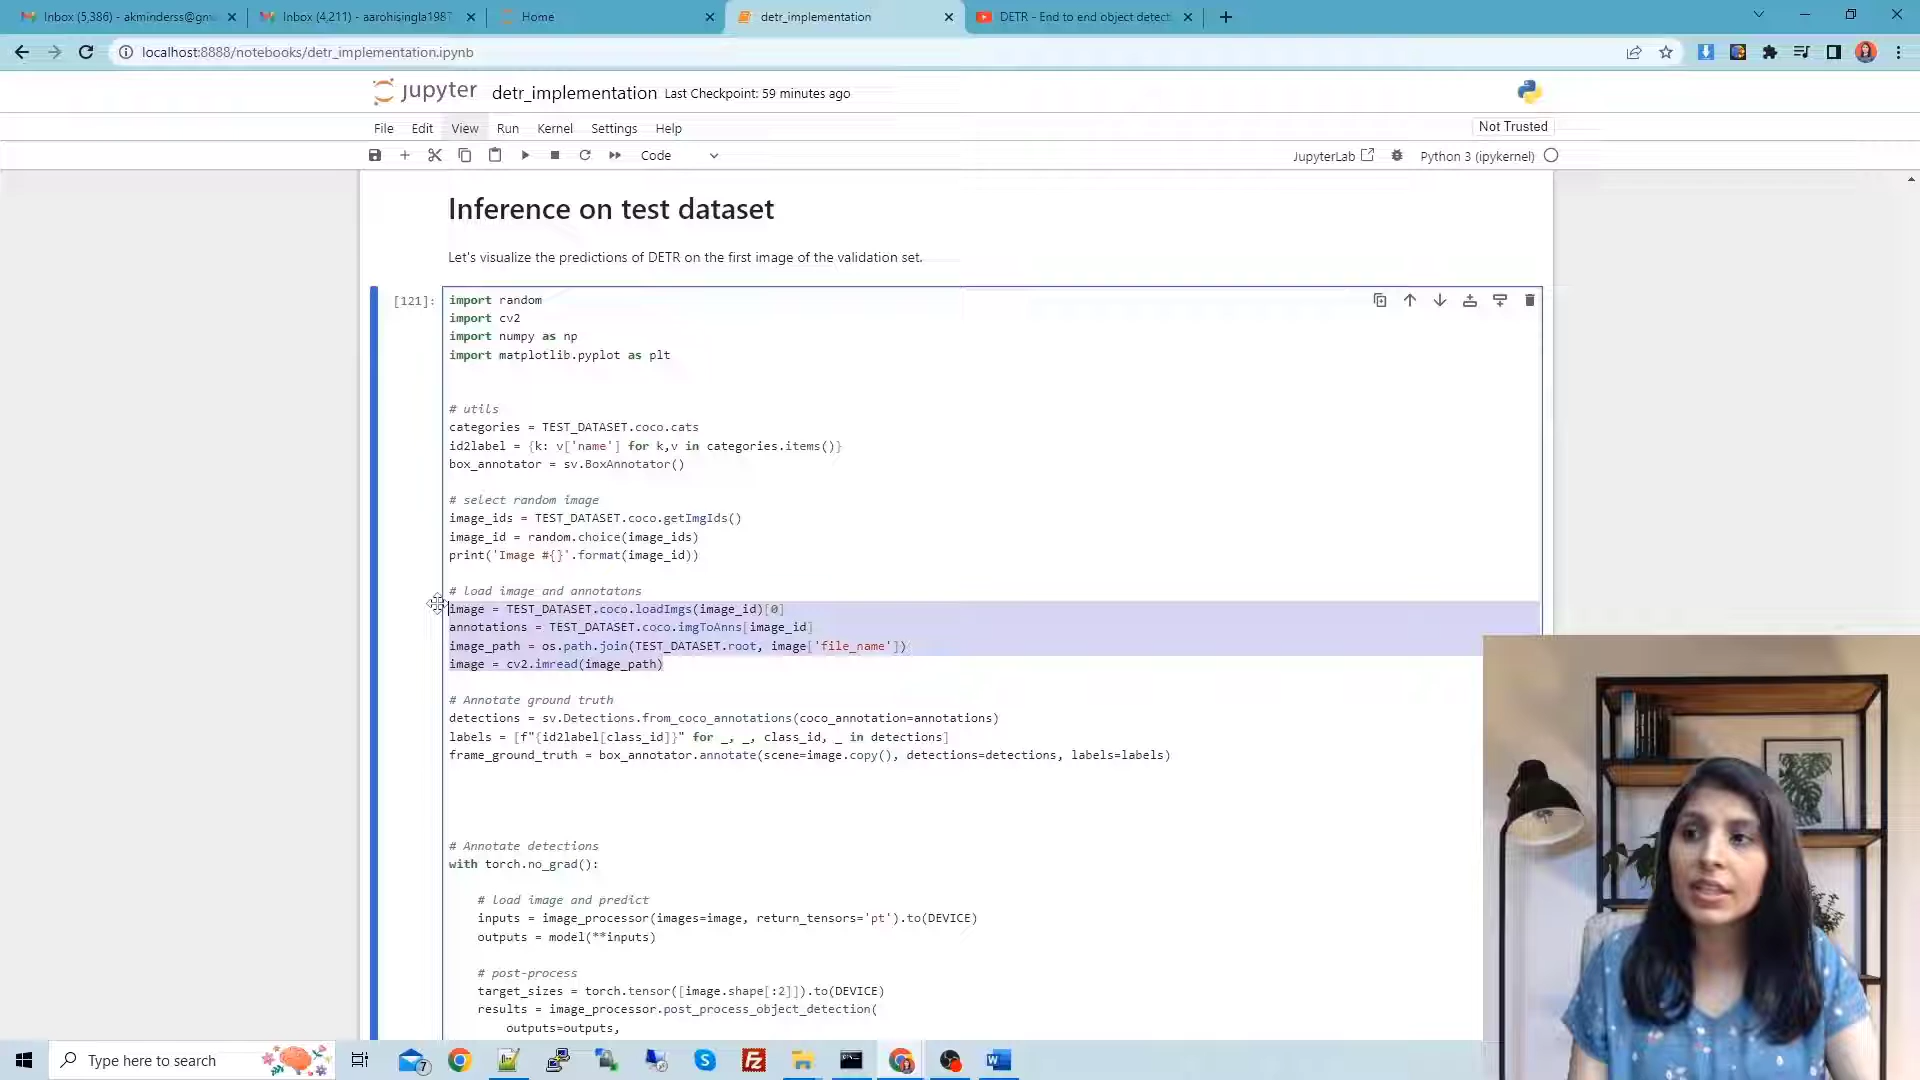 Inbox (5,386) - akminderss@gm
Inbox (4,211) - aarohisingla1987
Home
detr_implementation
DETR - End to end object detect
localhost:8888/notebooks/detr_implementation.ipynb
jupyter detr_implementation Last Checkpoint: 59 minutes ago
File Edit View Run Kernel Settings Help
Not Trusted
Code
JupyterLab
Python 3 (ipykernel)
Inference on test dataset
Let's visualize the predictions of DETR on the first image of the validation set.
[121]:
import random
import cv2
import numpy as np
import matplotlib.pyplot as plt
# utils
categories = TEST_DATASET.coco.cats
id2label = {k: v['name'] for k,v in categories.items()}
box_annotator = sv.BoxAnnotator()
# select random image
image_ids = TEST_DATASET.coco.getImgIds()
image_id = random.choice(image_ids)
print('Image #{}'.format(image_id))
# load image and annotatons
image = TEST_DATASET.coco.loadImgs(image_id)[0]
annotations = TEST_DATASET.coco.imgToAnns[image_id]
image_path = os.path.join(TEST_DATASET.root, image['file_name'])
image = cv2.imread(image_path)
# Annotate ground truth
detections = sv.Detections.from_coco_annotations(coco_annotation=annotations)
labels = [f"{id2label[class_id]}" for _, _, class_id, _ in detections]
frame_ground_truth = box_annotator.annotate(scene=image.copy(), detections=detections, labels=labels)
# Annotate detections
with torch.no_grad():
# load image and predict
inputs = image_processor(images=image, return_tensors='pt').to(DEVICE)
outputs = model(**inputs)
# post-process
target_sizes = torch.tensor([image.shape[:2]]).to(DEVICE)
results = image_processor.post_process_object_detection(
outputs=outputs,
Type here to search
7